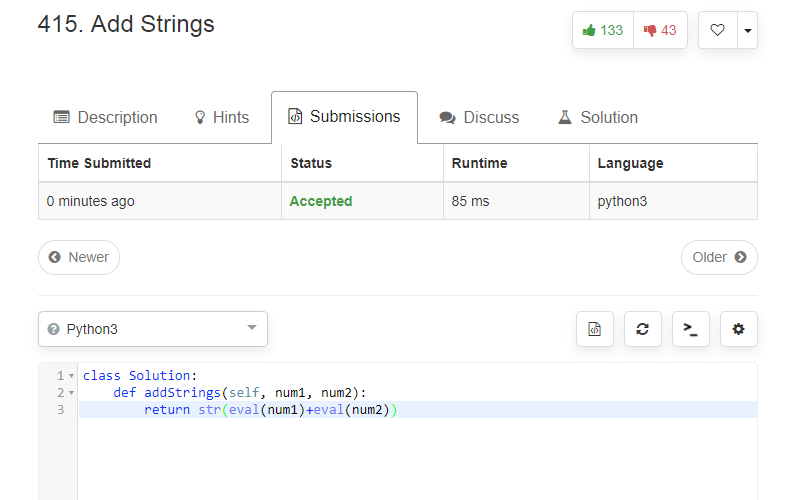 415. Add Strings
133 43
Description Hints Submissions Discuss Solution
Time Submitted Status Runtime Language
0 minutes ago Accepted 85 ms python3
Newer Older
Python3 >_
1 class Solution:
2 def addStrings(self, num1, num2):
3 return str(eval(num1)+eval(num2))